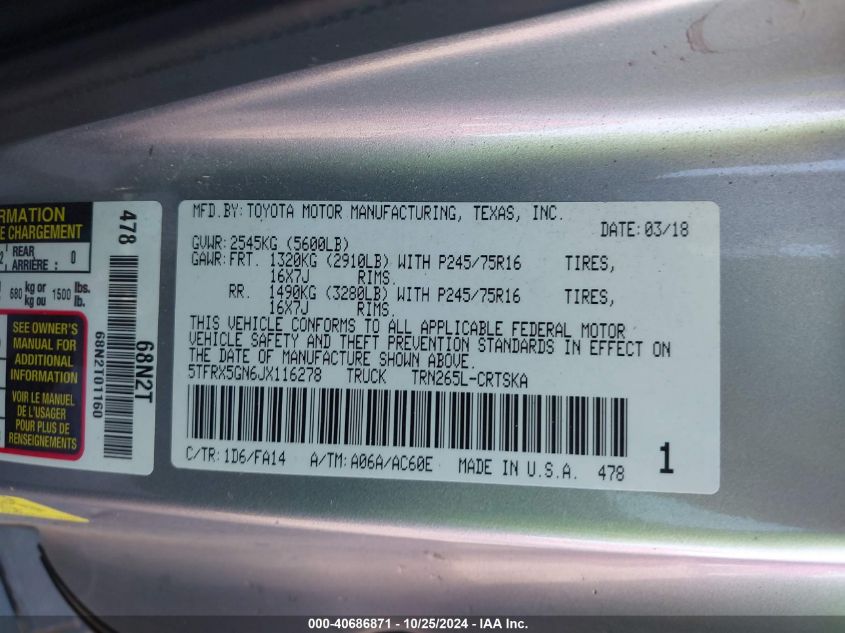 RMATION
E CHARGEMENT
2 REAR
ARRIÈRE : 0
680 kg or
kg ou 1500 lbs.
lb.
SEE OWNER'S
MANUAL FOR
ADDITIONAL
INFORMATION
VOIR LE MANUEL
DE L'USAGER
POUR PLUS DE
RENSEIGNEMENTS
478
68N2T
68N2T01160
MFD.BY:TOYOTA MOTOR MANUFACTURING, TEXAS, INC.
DATE:03/18
GVWR:2545KG (5600LB)
GAWR:FRT. 1320KG (2910LB) WITH P245/75R16 TIRES,
16X7J RIMS.
RR. 1490KG (3280LB) WITH P245/75R16 TIRES,
16X7J RIMS.
THIS VEHICLE CONFORMS TO ALL APPLICABLE FEDERAL MOTOR
VEHICLE SAFETY AND THEFT PREVENTION STANDARDS IN EFFECT ON
THE DATE OF MANUFACTURE SHOWN ABOVE.
5TFRX5GN6JX116278 TRUCK TRN265L-CRTSKA
C/TR:1D6/FA14 A/TM:A06A/AC60E MADE IN U.S.A. 478 1
000-40686871 - 10/25/2024 - IAA Inc.